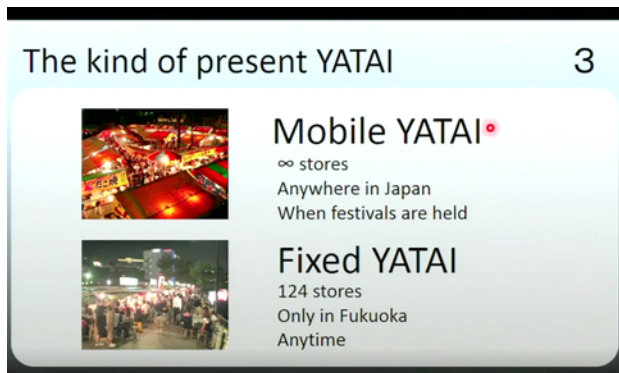 The kind of present YATAI
3
Mobile YATAI
∞ stores
Anywhere in Japan
When festivals are held
Fixed YATAI
124 stores
Only in Fukuoka
Anytime